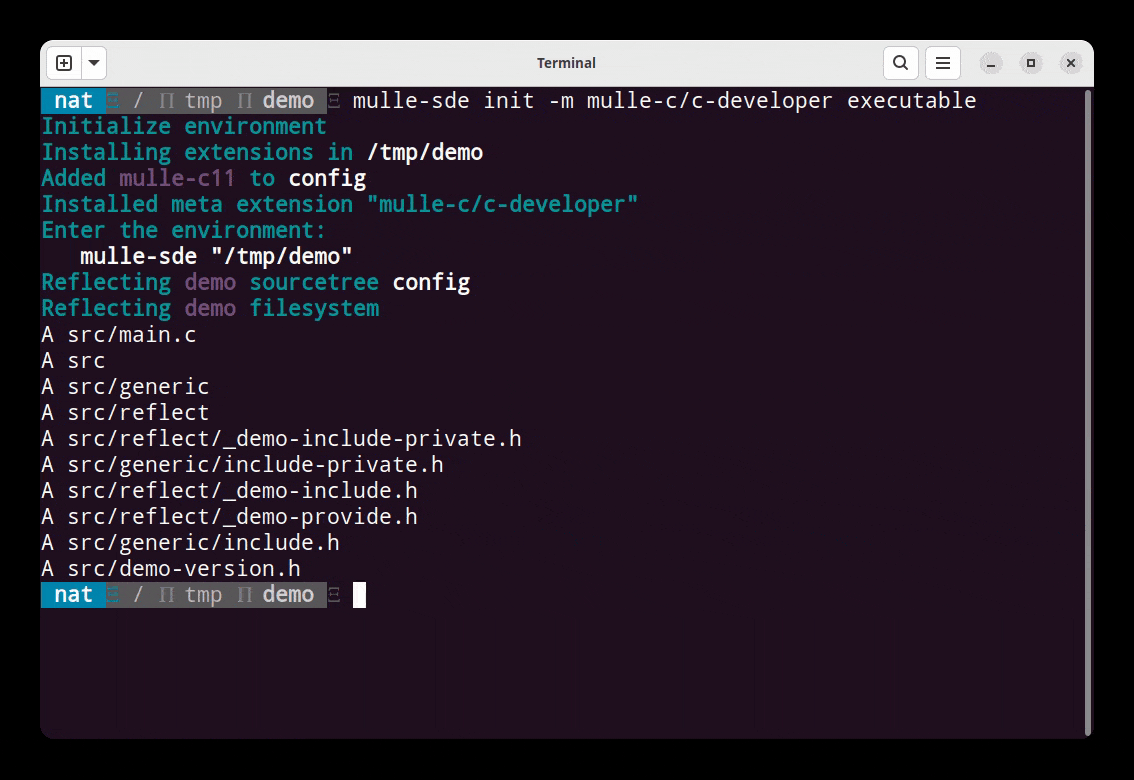 Terminal
nat / tmp demo mulle-sde init -m mulle-c/c-developer executable
Initialize environment
Installing extensions in /tmp/demo
Added mulle-c11 to config
Installed meta extension "mulle-c/c-developer"
Enter the environment:
   mulle-sde "/tmp/demo"
Reflecting demo sourcetree config
Reflecting demo filesystem
A src/main.c
A src
A src/generic
A src/reflect
A src/reflect/_demo-include-private.h
A src/generic/include-private.h
A src/reflect/_demo-include.h
A src/reflect/_demo-provide.h
A src/generic/include.h
A src/demo-version.h
nat / tmp demo